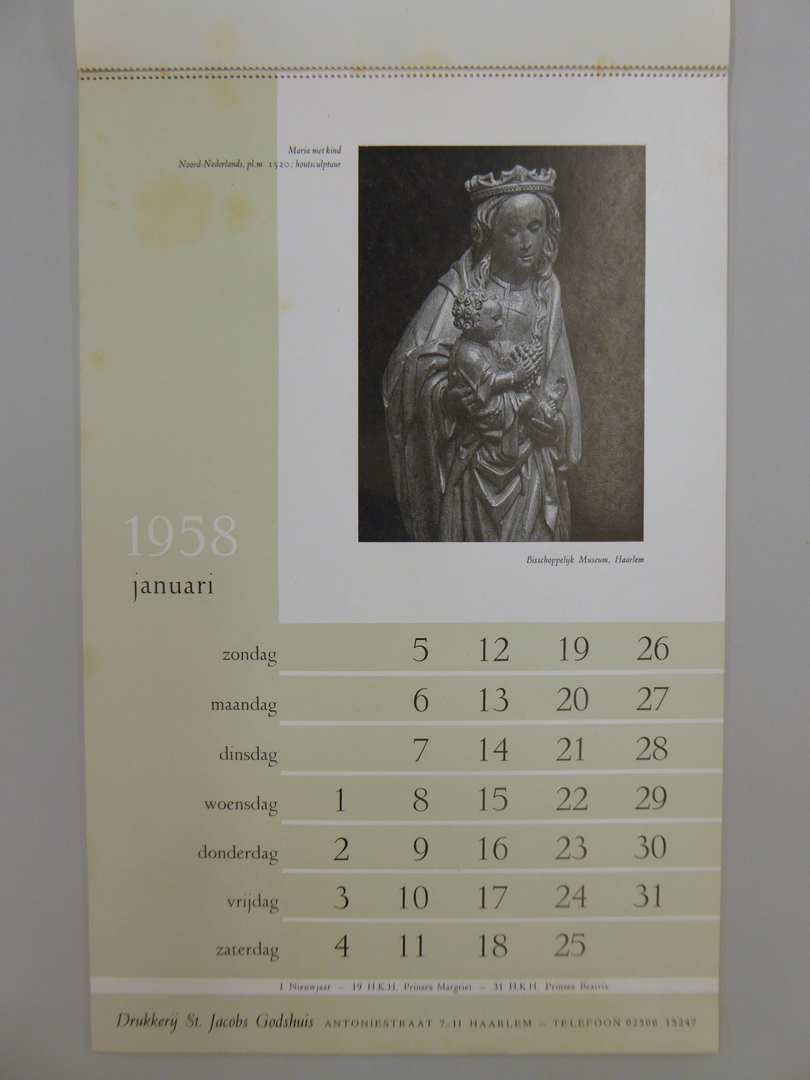 Maria met kind
Noord-Nederlands, pl.m. 1520; houtsculptuur
Bisschoppelijk Museum, Haarlem
1958
januari
zondag 5 12 19 26
maandag 6 13 20 27
dinsdag 7 14 21 28
woensdag 1 8 15 22 29
donderdag 2 9 16 23 30
vrijdag 3 10 17 24 31
zaterdag 4 11 18 25
1 Nieuwjaar — 19 H.K.H. Prinses Margriet — 31 H.K.H. Prinses Beatrix
Drukkerij St. Jacobs Godshuis ANTONIESTRAAT 7-11 HAARLEM — TELEFOON 02500 13247